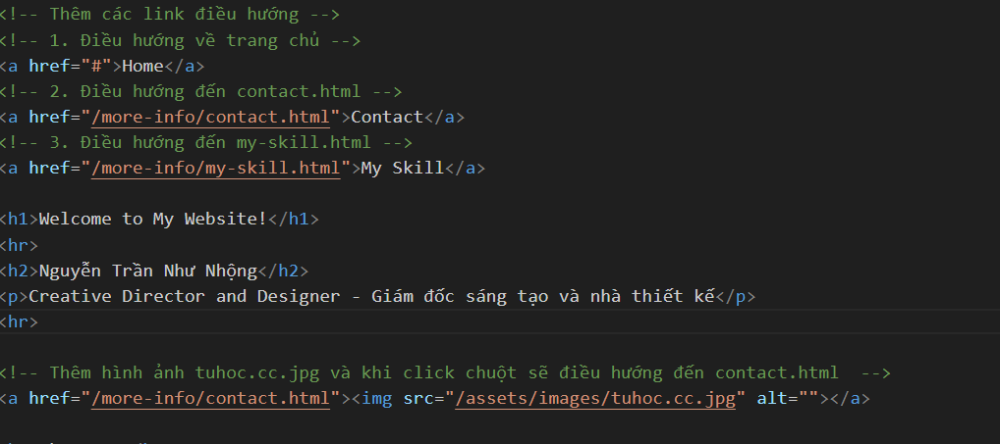 <!-- Thêm các link điều hướng -->
<!-- 1. Điều hướng về trang chủ -->
<a href="#">Home</a>
<!-- 2. Điều hướng đến contact.html -->
<a href="/more-info/contact.html">Contact</a>
<!-- 3. Điều hướng đến my-skill.html -->
<a href="/more-info/my-skill.html">My Skill</a>
<h1>Welcome to My Website!</h1>
<hr>
<h2>Nguyễn Trần Như Nhộng</h2>
<p>Creative Director and Designer - Giám đốc sáng tạo và nhà thiết kế</p>
<hr>
<!-- Thêm hình ảnh tuhoc.cc.jpg và khi click chuột sẽ điều hướng đến contact.html  -->
<a href="/more-info/contact.html"><img src="/assets/images/tuhoc.cc.jpg" alt=""></a>